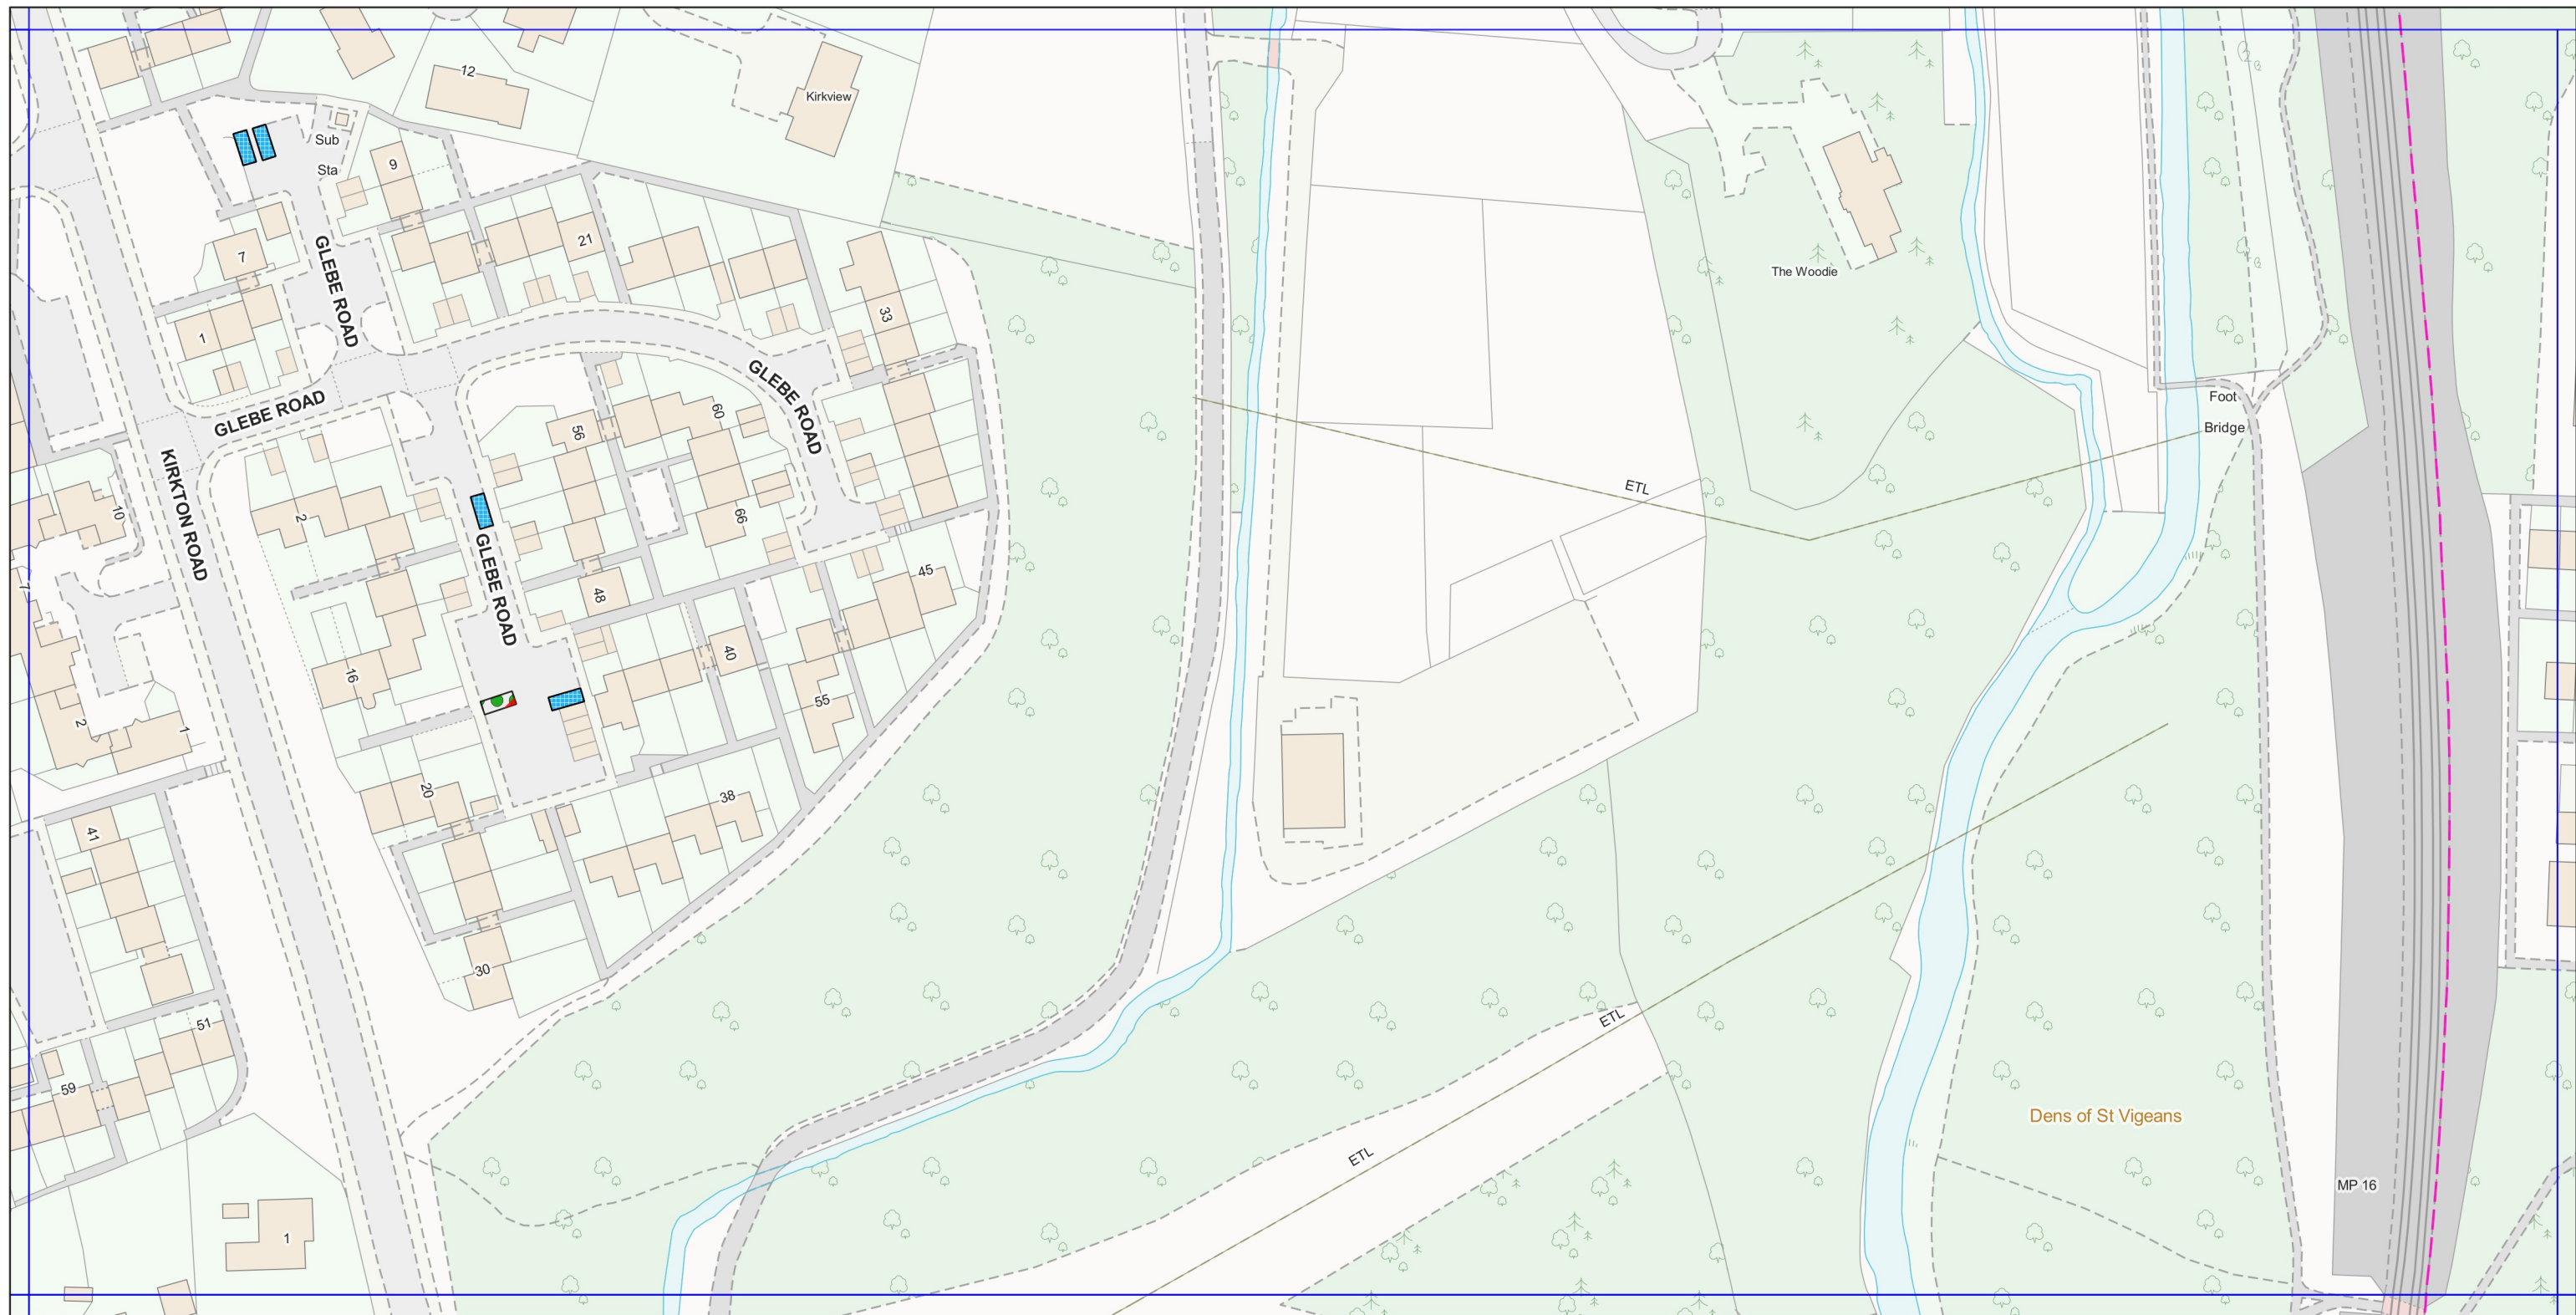 12
Kirkview
Sub
Sta
9
7
21
GLEBE ROAD
The Woodie
33
1
GLEBE ROAD
GLEBE ROAD
60
56
Foot
Bridge
ETL
KIRKTON ROAD
2
10
66
GLEBE ROAD
48
45
7
40
16
55
2
1
20
38
41
30
51
ETL
59
Dens of St Vigeans
ETL
MP 16
1